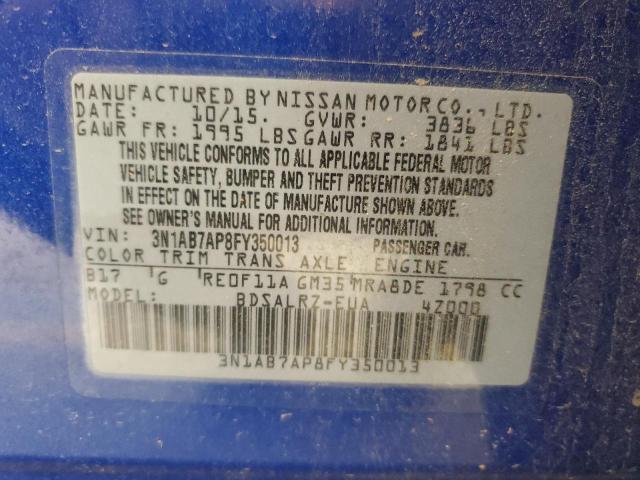 MANUFACTURED BY NISSAN MOTOR CO., LTD.
DATE: 10/15. GVWR: 3836 LBS
GAWR FR: 1995 LBS GAWR RR: 1841 LBS
THIS VEHICLE CONFORMS TO ALL APPLICABLE FEDERAL MOTOR
VEHICLE SAFETY, BUMPER AND THEFT PREVENTION STANDARDS
IN EFFECT ON THE DATE OF MANUFACTURE SHOWN ABOVE.
SEE OWNER'S MANUAL FOR ADDITIONAL INFORMATION.
VIN: 3N1AB7AP8FY350013 PASSENGER CAR.
COLOR TRIM TRANS AXLE ENGINE
B17 G RE0F11A GM35 MRA8DE 1798 CC
MODEL: BDSALRZ-EUA 4Z000
3N1AB7AP8FY350013